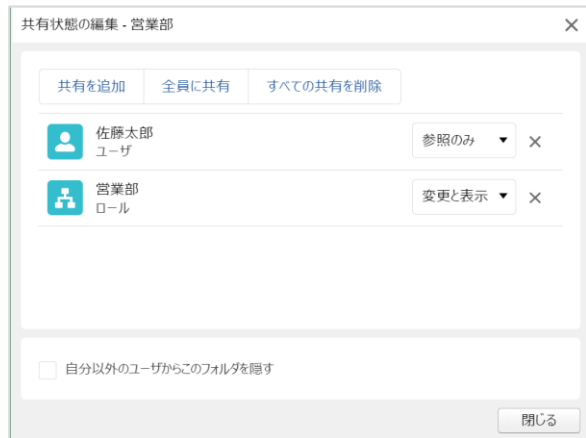 共有状態の編集 - 営業部
共有を追加 全員に共有 すべての共有を削除
佐藤太郎
ユーザ
参照のみ
営業部
ロール
変更と表示
自分以外のユーザからこのフォルダを隠す
閉じる